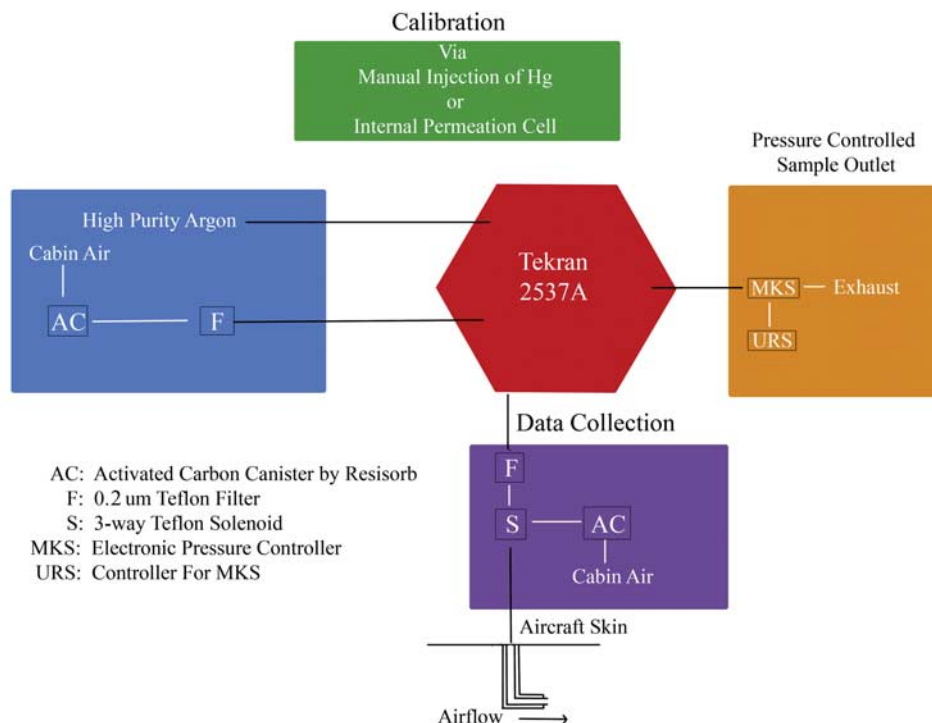 Calibration
Via
Manual Injection of Hg
or
Internal Permeation Cell
Pressure Controlled
Sample Outlet
High Purity Argon
Cabin Air
AC
F
Tekran
2537A
MKS
Exhaust
URS
Data Collection
F
S
AC
Cabin Air
AC: Activated Carbon Canister by Resisorb
F: 0.2 um Teflon Filter
S: 3-way Teflon Solenoid
MKS: Electronic Pressure Controller
URS: Controller For MKS
Aircraft Skin
Airflow